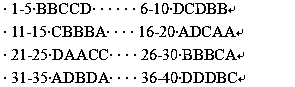 · 1-5·BBCCD······6-10·DCDBB↵
· 11-15·CBBBA····16-20·ADCAA↵
· 21-25·DAACC····26-30·BBBCA↵
· 31-35·ADBDA····36-40·DDDBC↵